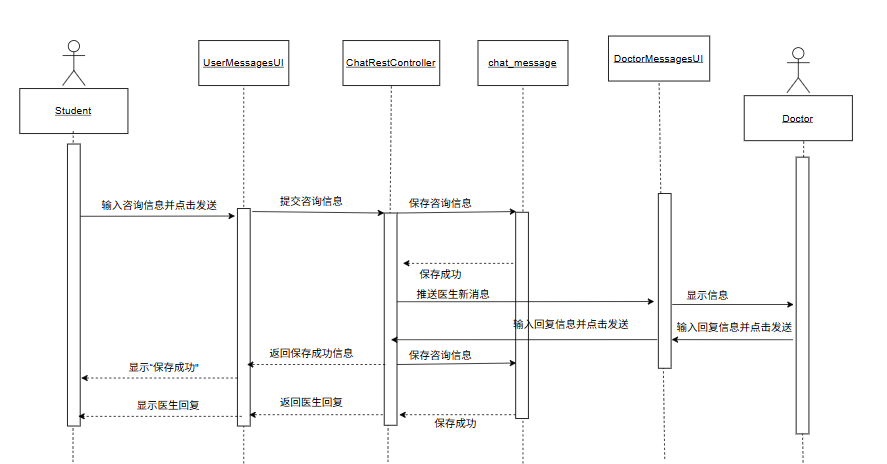 Student
UserMessagesUI
ChatRestController
chat_message
DoctorMessagesUI
Doctor
输入咨询信息并点击发送
提交咨询信息
保存咨询信息
保存成功
推送医生新消息
显示信息
输入回复信息并点击发送
输入回复信息并点击发送
返回保存成功信息
保存咨询信息
显示“保存成功”
返回医生回复
显示医生回复
保存成功